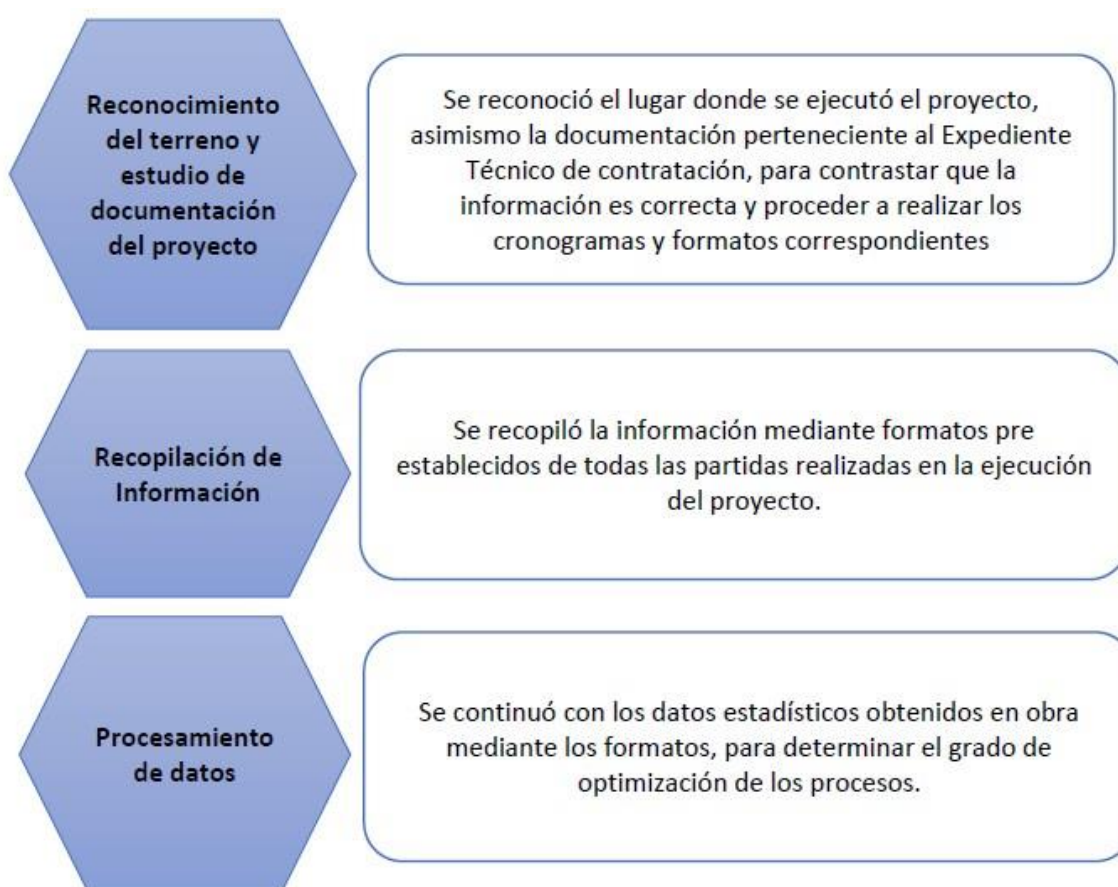 Reconocimiento
del terreno y
estudio de
documentación
del proyecto
Se reconoció el lugar donde se ejecutó el proyecto,
asimismo la documentación perteneciente al Expediente
Técnico de contratación, para contrastar que la
información es correcta y proceder a realizar los
cronogramas y formatos correspondientes
Recopilación de
Información
Se recopiló la información mediante formatos pre
establecidos de todas las partidas realizadas en la ejecución
del proyecto.
Procesamiento
de datos
Se continuó con los datos estadísticos obtenidos en obra
mediante los formatos, para determinar el grado de
optimización de los procesos.